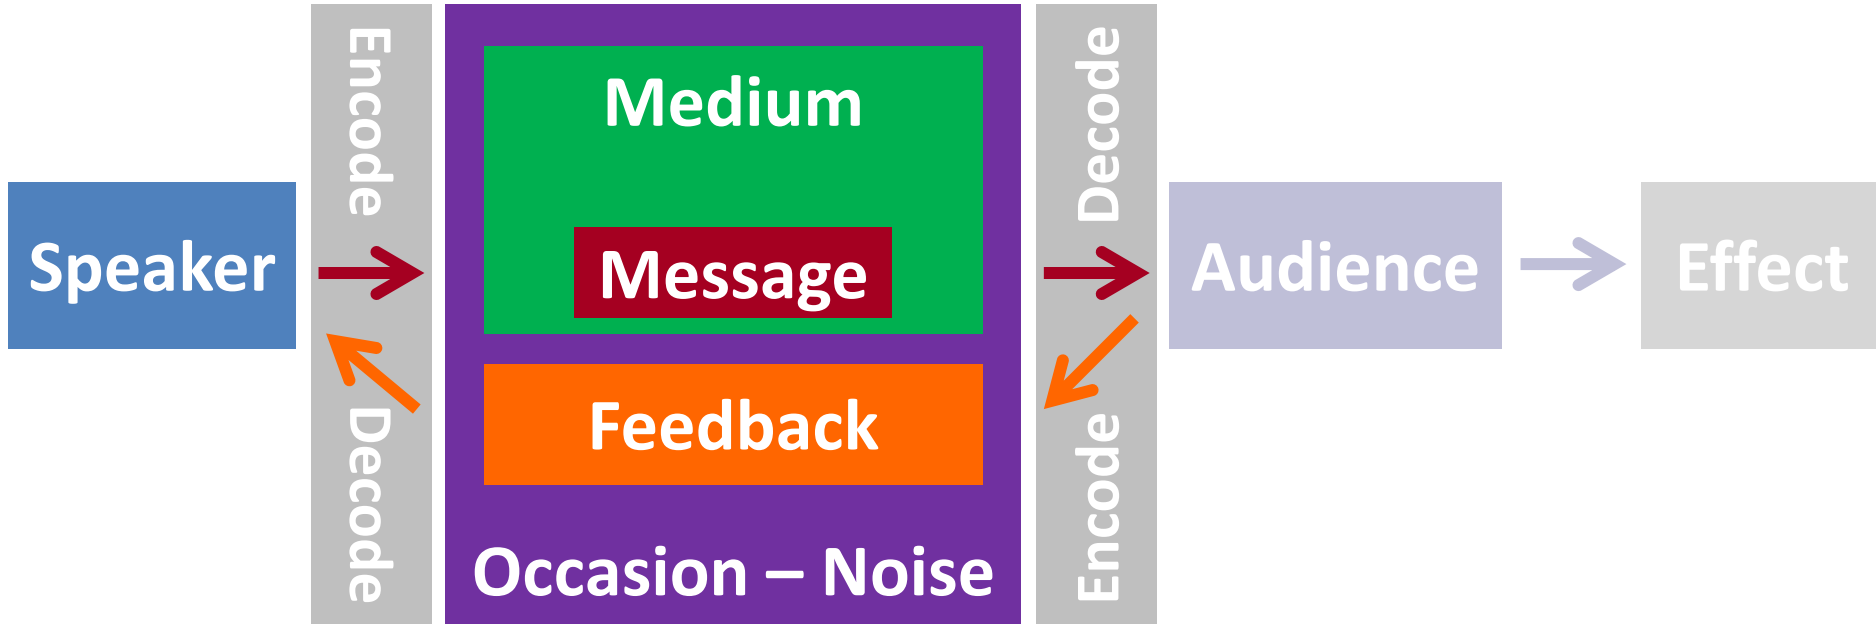 Speaker
Encode
Decode
Medium
Message
Feedback
Occasion – Noise
Decode
Encode
Audience
Effect